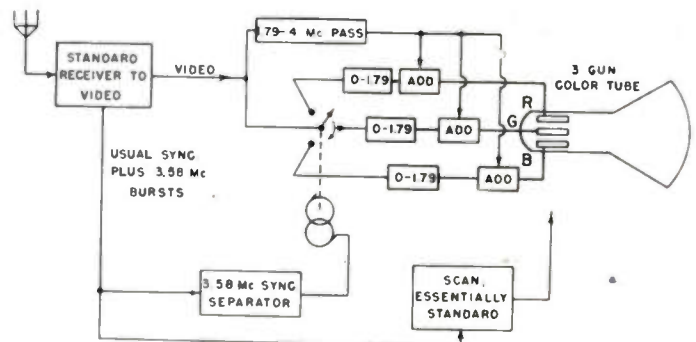 1.79-4 Mc PASS
STANDARD
RECEIVER TO
VIDEO
VIDEO
0-1.79
ADD
3 GUN
COLOR TUBE
R
G
B
0-1.79
ADD
0-1.79
ADD
USUAL SYNC
PLUS 3.58 Mc
BURSTS
3.58 Mc SYNC
SEPARATOR
SCAN,
ESSENTIALLY
STANDARD